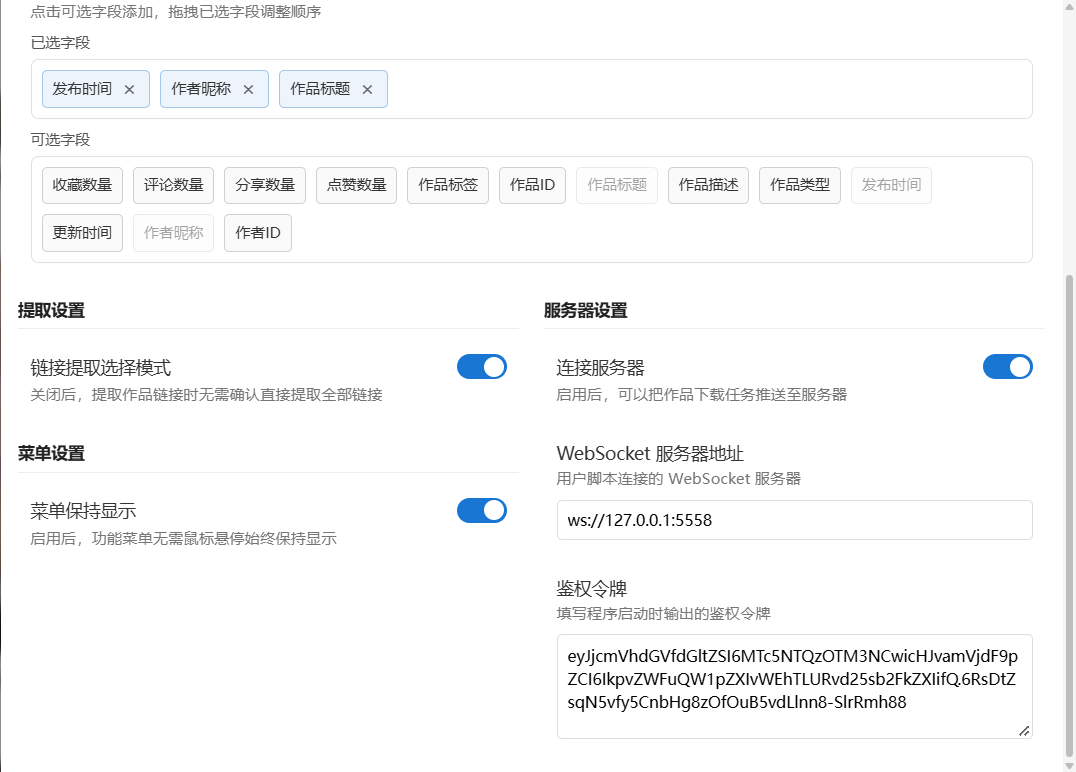 点击可选字段添加，拖拽已选字段调整顺序
已选字段
发布时间 × 作者昵称 × 作品标题 ×
可选字段
收藏数量 评论数量 分享数量 点赞数量 作品标签 作品ID 作品标题 作品描述 作品类型 发布时间
更新时间 作者昵称 作者ID
提取设置
链接提取选择模式
关闭后，提取作品链接时无需确认直接提取全部链接
菜单设置
菜单保持显示
启用后，功能菜单无需鼠标悬停始终保持显示
服务器设置
连接服务器
启用后，可以把作品下载任务推送至服务器
WebSocket 服务器地址
用户脚本连接的 WebSocket 服务器
ws://127.0.0.1:5558
鉴权令牌
填写程序启动时输出的鉴权令牌
eyJjcmVhdGVfdGltZSI6MTc5NTQzOTM3NCwicHJvamVjdF9p
ZCI6IkpvZWFuQW1pZXIvWEhTLURvd25sb2FkZXIifQ.6RsDtZ
sqN5vfy5CnbHg8zOfOuB5vdLlnn8-SlrRmh88